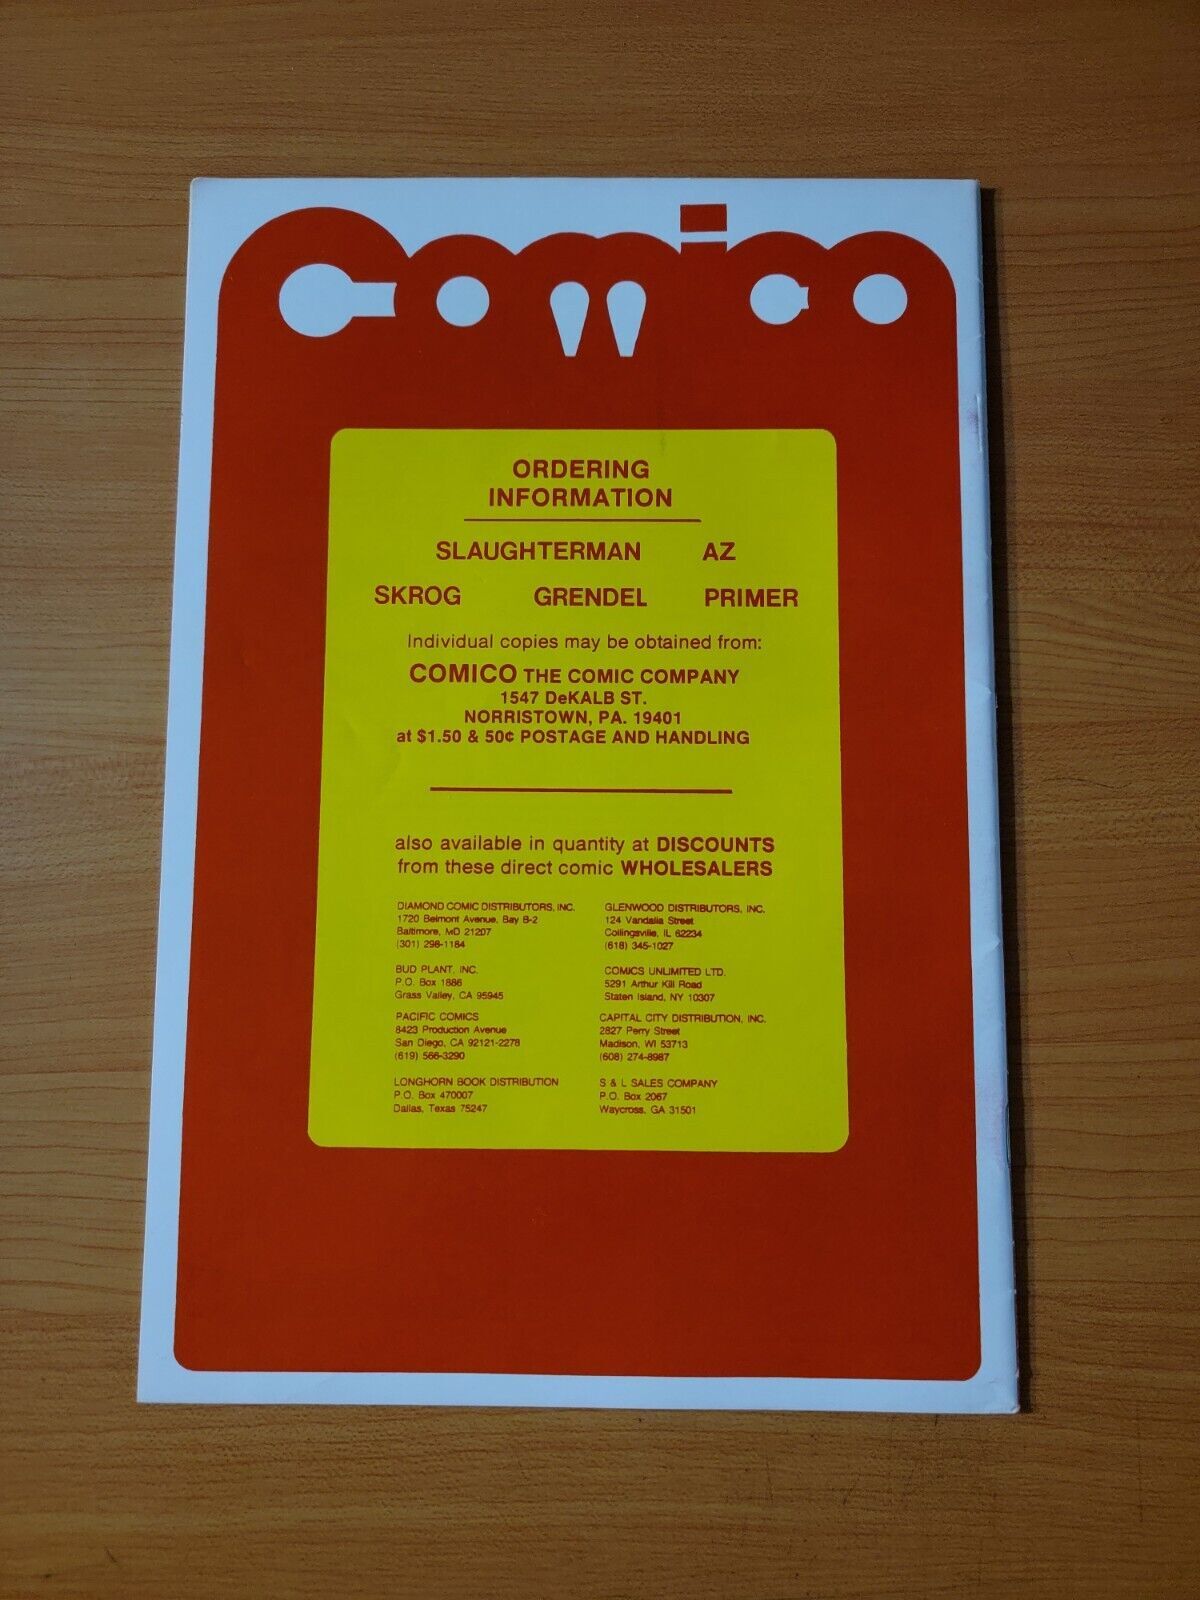 Comico
ORDERING
INFORMATION
SLAUGHTERMAN AZ
SKROG GRENDEL PRIMER
Individual copies may be obtained from:
COMICO THE COMIC COMPANY
1547 DeKALB ST.
NORRISTOWN, PA. 19401
at $1.50 & 50¢ POSTAGE AND HANDLING
also available in quantity at DISCOUNTS
from these direct comic WHOLESALERS
DIAMOND COMIC DISTRIBUTORS, INC.
1720 Belmont Avenue, Bay B-2
Baltimore, MD 21207
(301) 298-1184
GLENWOOD DISTRIBUTORS, INC.
124 Vandalia Street
Collingsville, IL 62234
(618) 345-1027
BUD PLANT, INC.
P.O. Box 1886
Grass Valley, CA 95945
COMICS UNLIMITED LTD.
5291 Arthur Kill Road
Staten Island, NY 10307
PACIFIC COMICS
8423 Production Avenue
San Diego, CA 92121-2278
(619) 566-3290
CAPITAL CITY DISTRIBUTION, INC.
2827 Perry Street
Madison, WI 53713
(608) 274-8987
LONGHORN BOOK DISTRIBUTION
P.O. Box 470007
Dallas, Texas 75247
S & L SALES COMPANY
P.O. Box 2067
Waycross, GA 31501